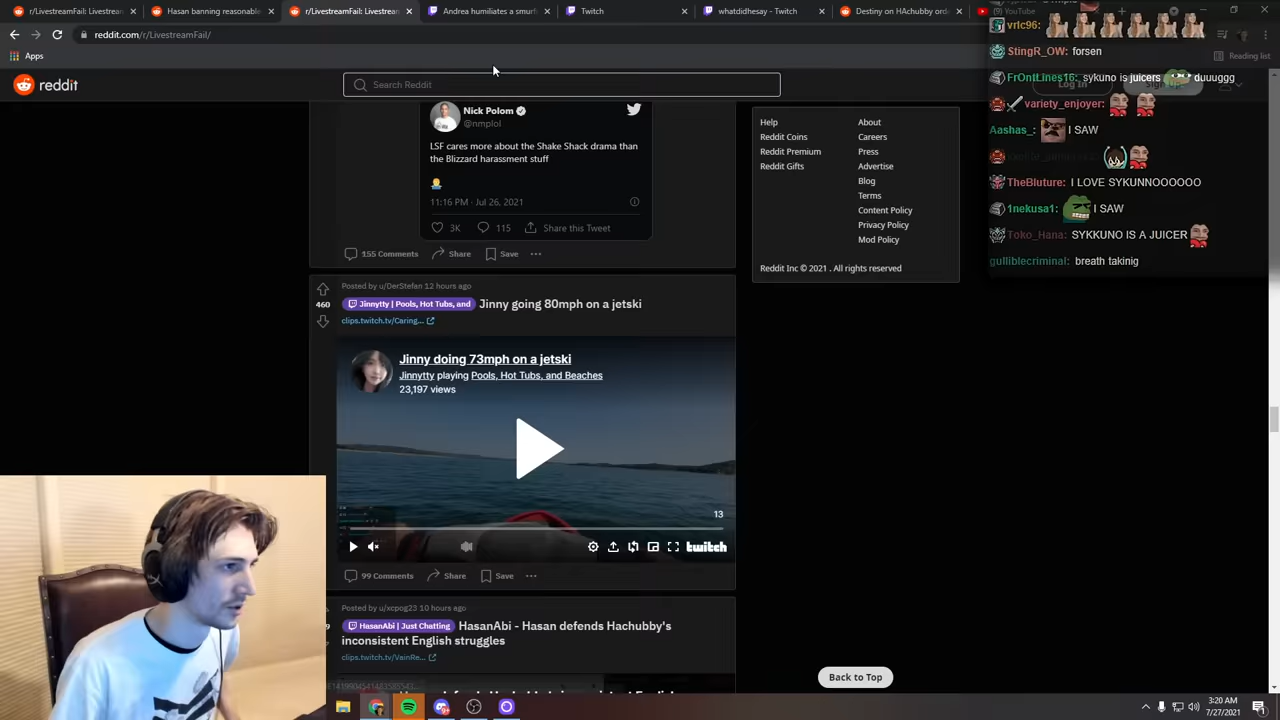 r/LivestreamFail: Livestream
Hasan banning reasonable
r/LivestreamFail: Livestre
Andrea humiliates a smurf
Twitch
whatdidhesay - Twitch
Destiny on HAchubby
YouTube
reddit.com/r/LivestreamFail/
Apps
Reading list
reddit
Search Reddit
Log In
Nick Polom
@nmplol
LSF cares more about the Shake Shack drama than
the Blizzard harassment stuff
11:16 PM · Jul 26, 2021
3K
115
Share this Tweet
155 Comments
Share
Save
Posted by u/DerStefan 12 hours ago
460
Jinnytty | Pools, Hot Tubs, and
Jinny going 80mph on a jetski
clips.twitch.tv/Caring...
Jinny doing 73mph on a jetski
Jinnytty playing Pools, Hot Tubs, and Beaches
23,197 views
13
twitch
99 Comments
Share
Save
Posted by u/xcpog23 10 hours ago
HasanAbi | Just Chatting
HasanAbi - Hasan defends Hachubby's
inconsistent English struggles
clips.twitch.tv/VainRe...
Help
Reddit Coins
Reddit Premium
Reddit Gifts
About
Careers
Press
Advertise
Blog
Terms
Content Policy
Privacy Policy
Mod Policy
Reddit Inc © 2021 . All rights reserved
Back to Top
vrlc96:
StingR_OW: forsen
FrOntLines16: sykuno is juicers duuuggg
variety_enjoyer:
Aashas_: I SAW
TheBluture: I LOVE SYKUNNOOOOOO
1nekusa1: I SAW
Toko_Hana: SYKKUNO IS A JUICER
gulliblecriminal: breath takinig
3:20 AM
7/27/2021